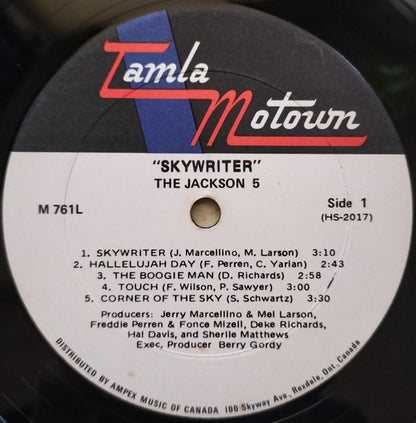 Tamla
Motown
"SKYWRITER"
THE JACKSON 5
M 761L
Side 1
(HS-2017)
1. SKYWRITER (J. Marcellino, M. Larson) 3:10
2. HALLELUJAH DAY (F. Perren, C. Yarian) 2:43
3. THE BOOGIE MAN (D. Richards) 2:58
4. TOUCH (F. Wilson, P. Sawyer) 3:00
5. CORNER OF THE SKY (S. Schwartz) 3:30
Producers: Jerry Marcellino & Mel Larson,
Freddie Perren & Fonce Mizell, Deke Richards,
Hal Davis, and Sherlie Matthews
Exec, Producer Berry Gordy
DISTRIBUTED BY AMPEX MUSIC OF CANADA 100 Skyway Ave., Rexdale, Ont., Canada